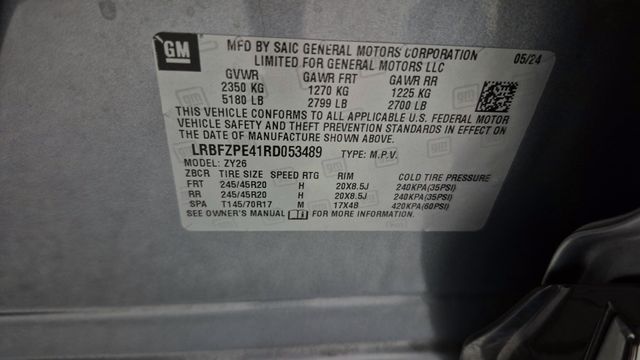 GM
MFD BY SAIC GENERAL MOTORS CORPORATION 05/24
LIMITED FOR GENERAL MOTORS LLC
GVWR GAWR FRT GAWR RR
2350 KG 1270 KG 1225 KG
5180 LB 2799 LB 2700 LB
THIS VEHICLE CONFORMS TO ALL APPLICABLE U.S. FEDERAL MOTOR
VEHICLE SAFETY AND THEFT PREVENTION STANDARDS IN EFFECT ON
THE DATE OF MANUFACTURE SHOWN ABOVE.
LRBFZPE41RD053489 TYPE: M.P.V.
MODEL: ZY26
ZBCR TIRE SIZE SPEED RTG RIM COLD TIRE PRESSURE
FRT 245/45R20 H 20X8.5J 240KPA(35PSI)
RR 245/45R20 H 20X8.5J 240KPA(35PSI)
SPA T145/70R17 M 17X4B 420KPA(60PSI)
SEE OWNER'S MANUAL FOR MORE INFORMATION.